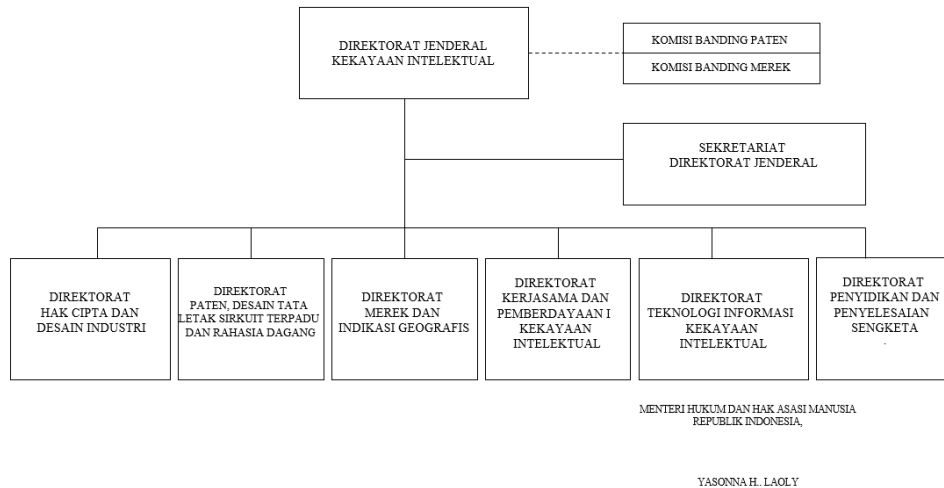 DIREKTORAT JENDERAL
KEKAYAAN INTELEKTUAL
KOMISI BANDING PATEN
KOMISI BANDING MEREK
SEKRETARIAT
DIREKTORAT JENDERAL
DIREKTORAT
HAK CIPTA DAN
DESAIN INDUSTRI
DIREKTORAT
PATEN, DESAIN TATA
LETAK SIRKUIT TERPADU
DAN RAHASIA DAGANG
DIREKTORAT
MEREK DAN
INDIKASI GEOGRAFIS
DIREKTORAT
KERJASAMA DAN
PEMBERDAYAAN I
KEKAYAAN
INTELEKTUAL
DIREKTORAT
TEKNOLOGI INFORMASI
KEKAYAAN
INTELEKTUAL
DIREKTORAT
PENYIDIKAN DAN
PENYELESAIAN
SENGKETA
.
MENTERI HUKUM DAN HAK ASASI MANUSIA
REPUBLIK INDONESIA,
YASONNA H.. LAOLY